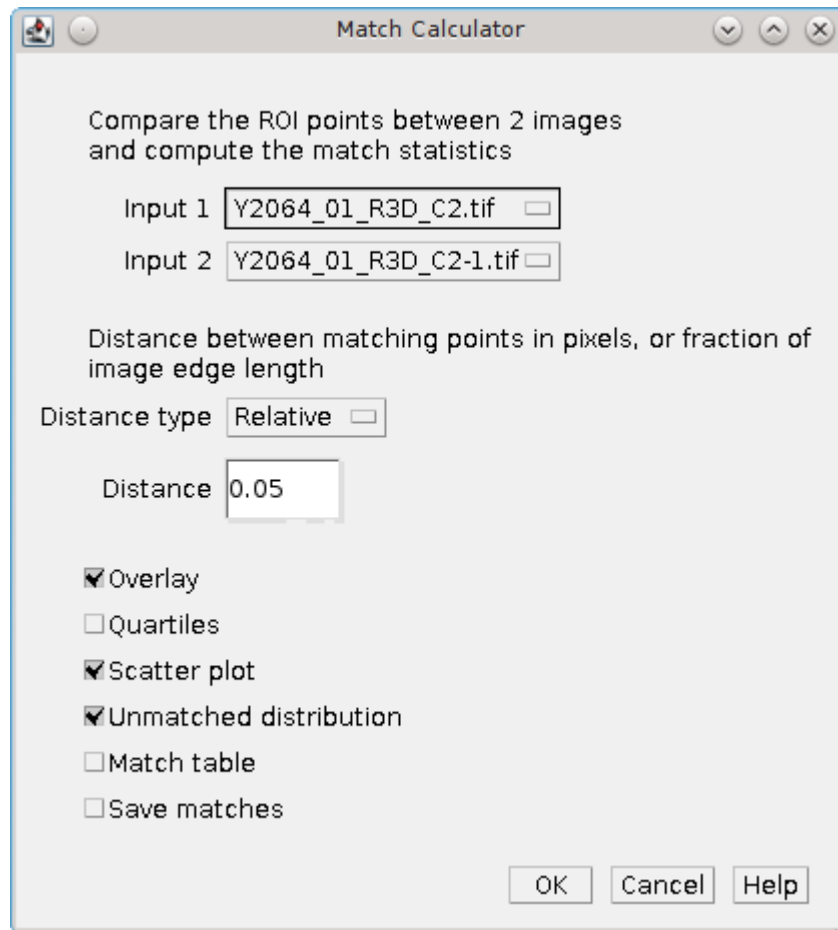 Match Calculator
Compare the ROI points between 2 images
and compute the match statistics
Input 1 Y2064_01_R3D_C2.tif
Input 2 Y2064_01_R3D_C2-1.tif
Distance between matching points in pixels, or fraction of
image edge length
Distance type Relative
Distance 0.05
Overlay
Quartiles
Scatter plot
Unmatched distribution
Match table
Save matches
OK Cancel Help